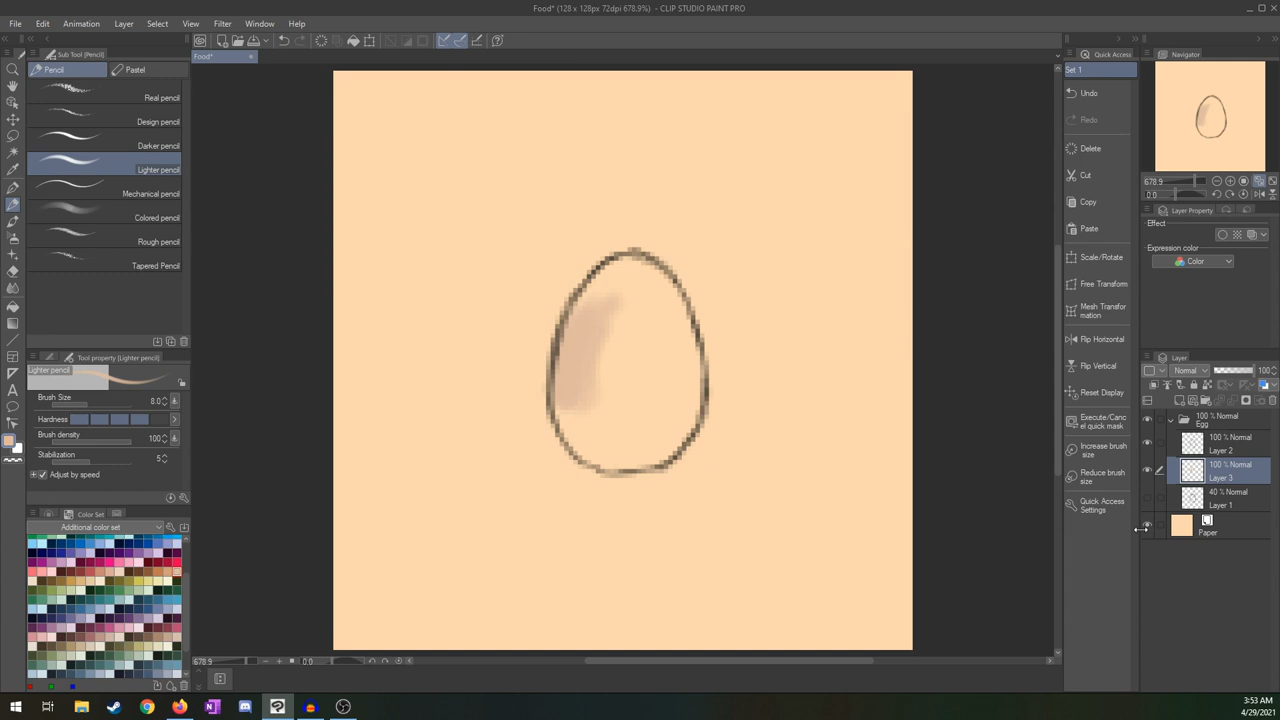 Food* (128 x 128px 72dpi 678.9%) - CLIP STUDIO PAINT PRO
File Edit Animation Layer Select View Filter Window Help
Sub Tool [Pencil]
Food*
Quick Access
Navigator
Pencil Pastel
Set 1
Real pencil
Undo
Design pencil
Redo
Darker pencil
Delete
Lighter pencil
Cut
Mechanical pencil
678.9
0.0
Copy
Colored pencil
Layer Property
Paste
Effect
Rough pencil
Scale/Rotate
Expression color
Color
Tapered Pencil
Free Transform
Mesh Transfor
mation
Flip Horizontal
Tool property [Lighter pencil]
Layer
Lighter pencil
Flip Vertical
Normal 100
Brush Size 8.0
Reset Display
Hardness
Execute/Canc
el quick mask
100 % Normal
Egg
Brush density 100
Increase brush
size
100 % Normal
Layer 2
Stabilization 5
Reduce brush
size
100 % Normal
Layer 3
Adjust by speed
Quick Access
Settings
40 % Normal
Layer 1
Color Set
Additional color set
Paper
678.9 0.0
3:53 AM
4/29/2021